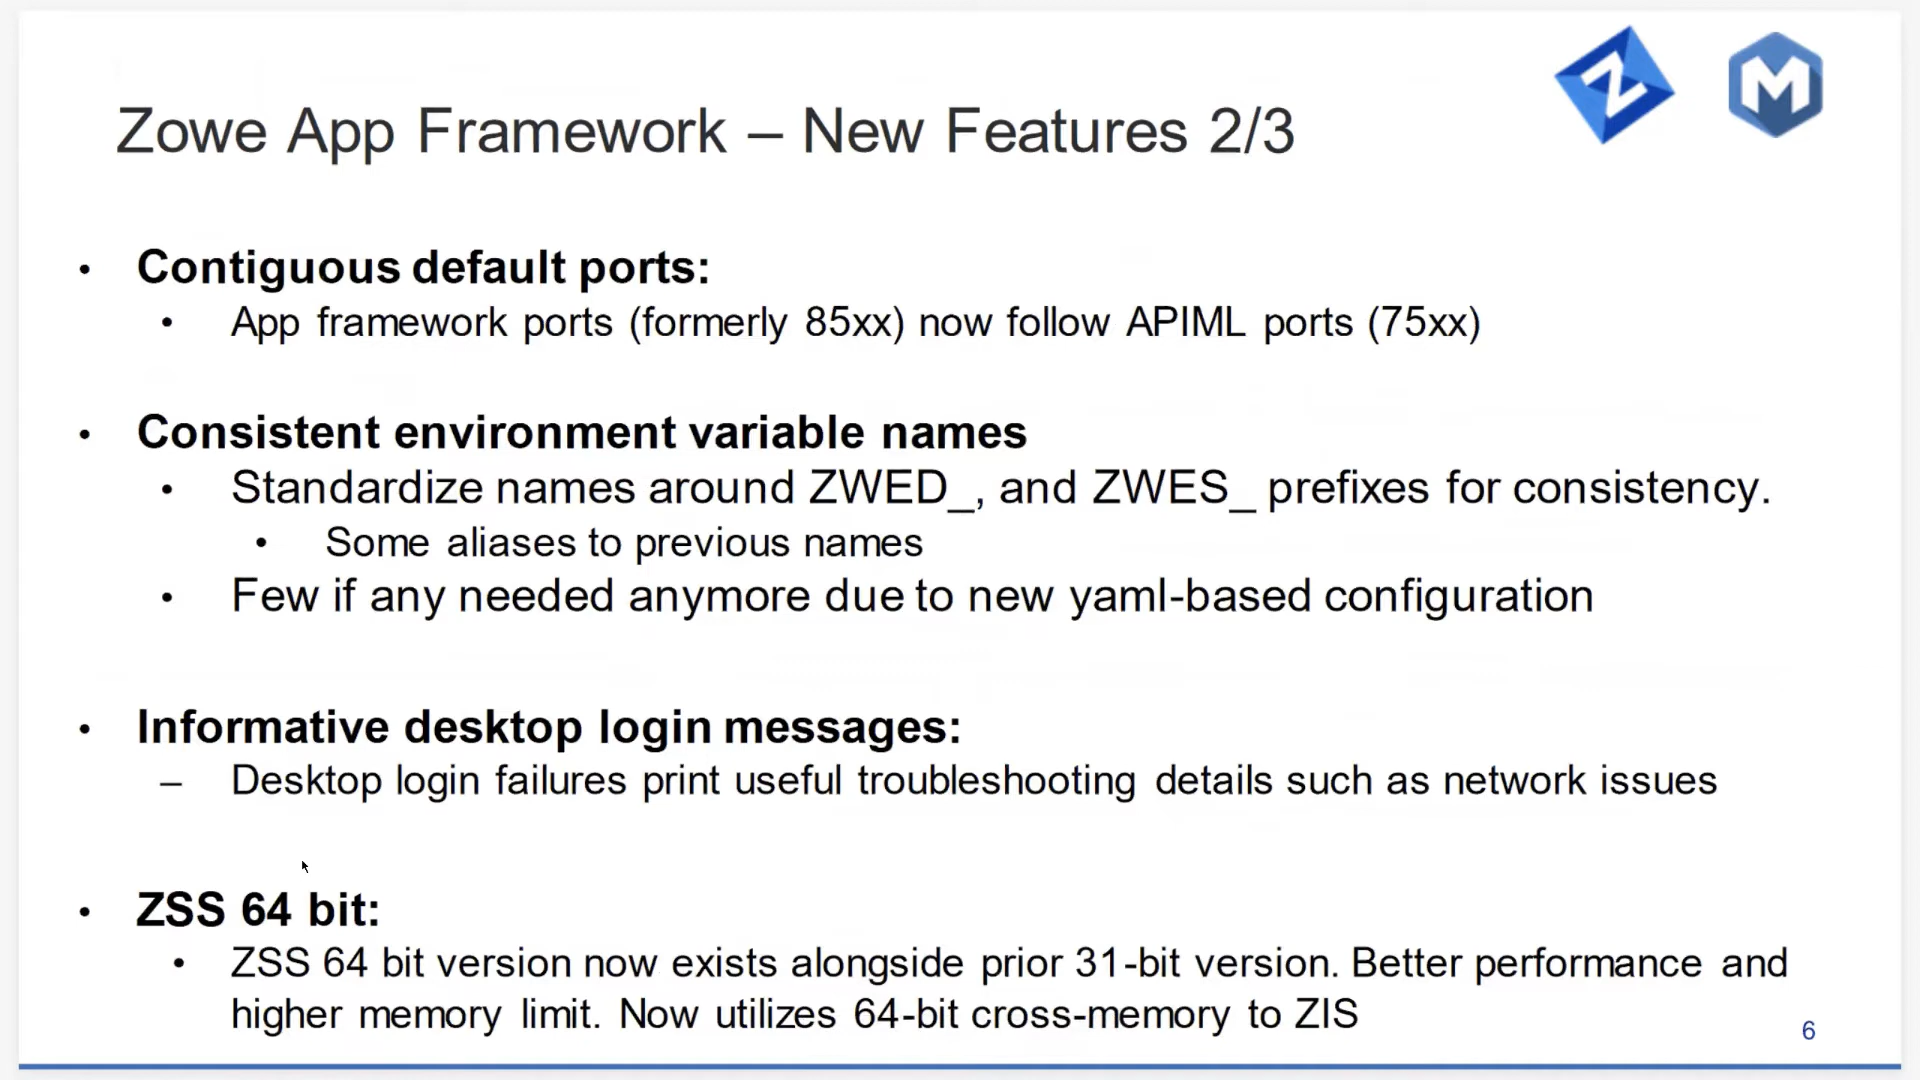 Z
M
Zowe App Framework – New Features 2/3
• Contiguous default ports:
• App framework ports (formerly 85xx) now follow APIML ports (75xx)
• Consistent environment variable names
• Standardize names around ZWED_, and ZWES_ prefixes for consistency.
• Some aliases to previous names
• Few if any needed anymore due to new yaml-based configuration
• Informative desktop login messages:
– Desktop login failures print useful troubleshooting details such as network issues
• ZSS 64 bit:
• ZSS 64 bit version now exists alongside prior 31-bit version. Better performance and
higher memory limit. Now utilizes 64-bit cross-memory to ZIS
6